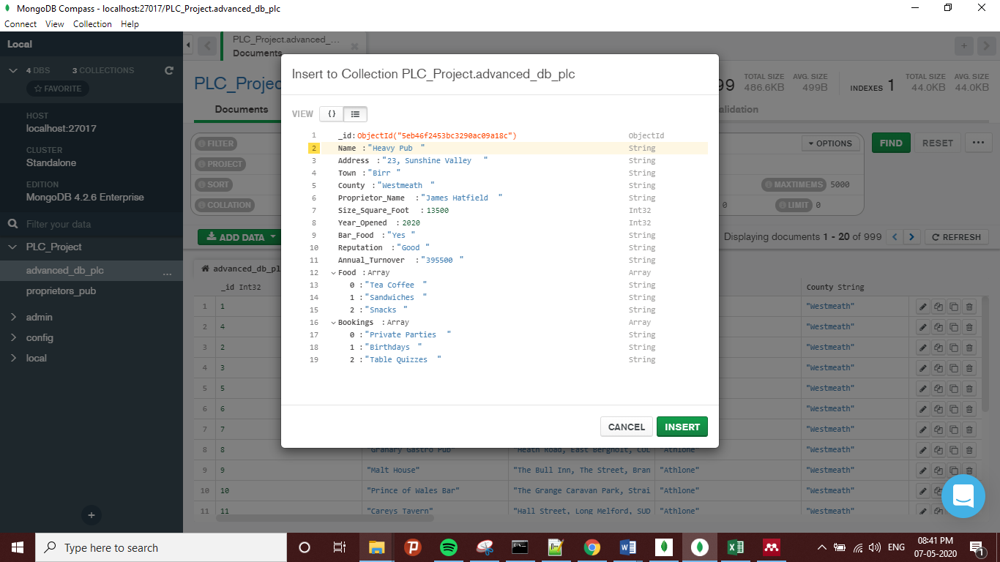 MongoDB Compass - localhost:27017/PLC_Project.advanced_db_plc
Connect View Collection Help
Local
4 DBS 3 COLLECTIONS
FAVORITE
HOST
localhost:27017
CLUSTER
Standalone
EDITION
MongoDB 4.2.6 Enterprise
Filter your data
PLC_Project
advanced_db_plc ...
proprietors_pub
admin
config
local
PLC_Project.advanced_...
Documents
PLC_Projec
99 TOTAL SIZE 486.6KB AVG. SIZE 499B INDEXES 1 TOTAL SIZE 44.0KB AVG. SIZE 44.0KB
Documents
alidation
FILTER
OPTIONS
FIND
RESET
...
PROJECT
SORT
MAXTIMEMS 5000
COLLATION
0 LIMIT 0
ADD DATA
Displaying documents 1 - 20 of 999
REFRESH
Insert to Collection PLC_Project.advanced_db_plc
VIEW {}
1 _id:ObjectId("5eb46f2453bc3290ac09a18c") ObjectId
2 Name :"Heavy Pub " String
3 Address :"23, Sunshine Valley " String
4 Town :"Birr " String
5 County :"Westmeath " String
6 Proprietor_Name :"James Hatfield " String
7 Size_Square_Foot :13500 Int32
8 Year_Opened :2020 Int32
9 Bar_Food :"Yes " String
10 Reputation :"Good " String
11 Annual_Turnover :"395500 " String
12 Food :Array Array
13 0 :"Tea Coffee " String
14 1 :"Sandwiches " String
15 2 :"Snacks " String
16 Bookings :Array Array
17 0 :"Private Parties " String
18 1 :"Birthdays " String
19 2 :"Table Quizzes " String
CANCEL
INSERT
advanced_db_pl
_id Int32 County String
1 1 "Westmeath"
2 4 "Westmeath"
3 2 "Westmeath"
4 3 "Westmeath"
5 5 "Westmeath"
6 6 "Westmeath"
7 7 "Westmeath"
8 8 "Granary Gastro Pub" "Heath Road, East Bergholt, COL "Athlone" "Westmeath"
9 9 "Malt House" "The Bull Inn, The Street, Bran "Athlone" "Westmeath"
10 10 "Prince of Wales Bar" "The Grange Caravan Park, Strai "Athlone" "Westmeath"
11 11 "Careys Tavern" "Hall Street, Long Melford, SUD "Athlone" "Westmeath"
Type here to search
ENG
08:41 PM
07-05-2020
1